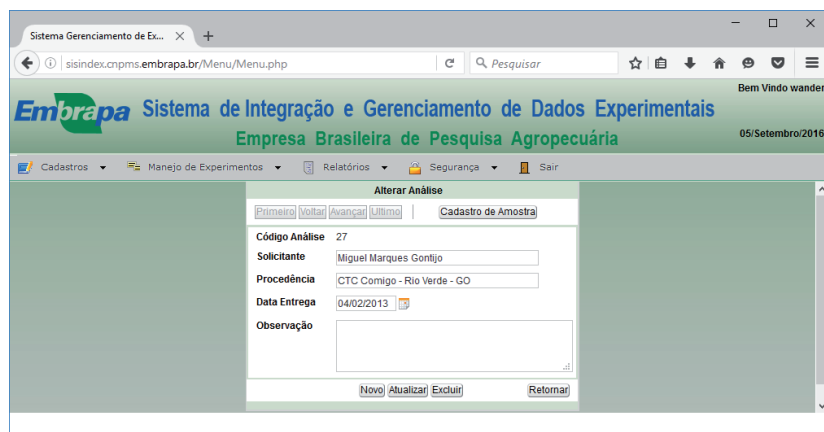 Sistema Gerenciamento de Ex...
sisindex.cnpms.embrapa.br/Menu/Menu.php
Pesquisar
Bem Vindo wander
Embrapa Sistema de Integração e Gerenciamento de Dados Experimentais
Empresa Brasileira de Pesquisa Agropecuária
05/Setembro/2016
Cadastros Manejo de Experimentos Relatórios Segurança Sair
Alterar Análise
Primeiro Voltar Avançar Ultimo Cadastro de Amostra
Código Análise 27
Solicitante Miguel Marques Gontijo
Procedência CTC Comigo - Rio Verde - GO
Data Entrega 04/02/2013
Observação
Novo Atualizar Excluir Retornar